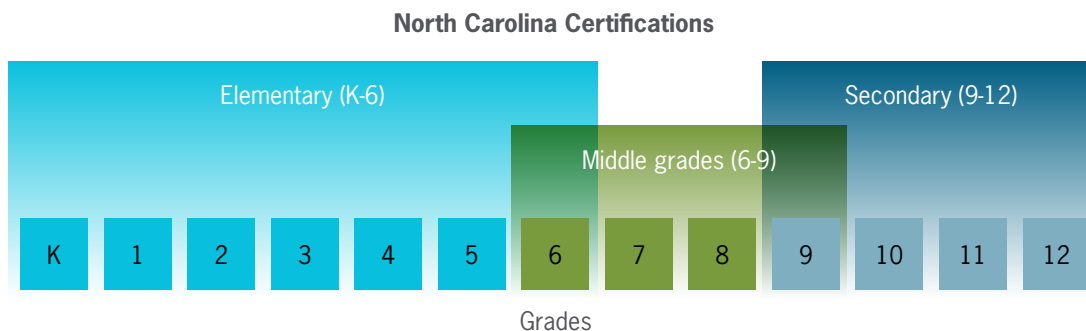 North Carolina Certifications
Elementary (K-6)
Secondary (9-12)
Middle grades (6-9)
K 1 2 3 4 5 6 7 8 9 10 11 12
Grades